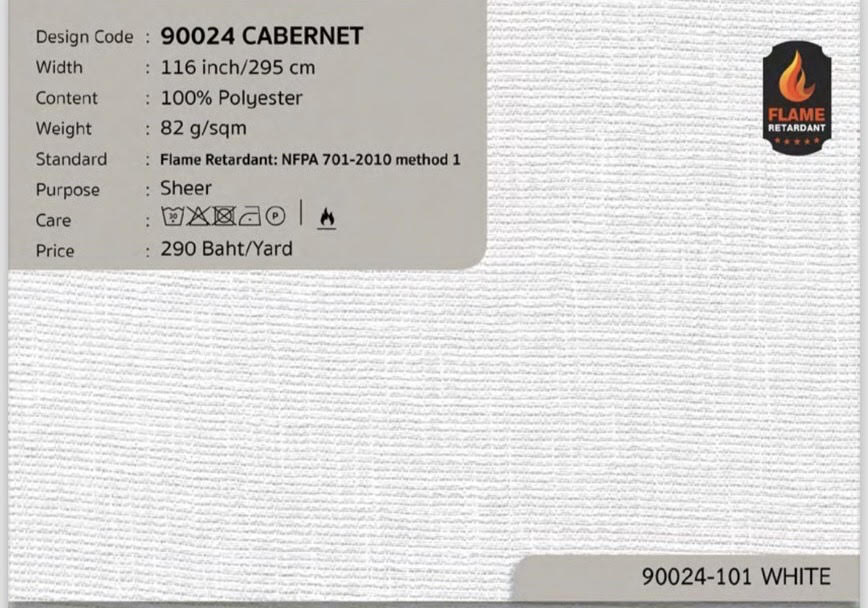 Design Code : 90024 CABERNET
Width : 116 inch/295 cm
Content : 100% Polyester
Weight : 82 g/sqm
Standard : Flame Retardant: NFPA 701-2010 method 1
Purpose : Sheer
Care : 30 P
Price : 290 Baht/Yard
FLAME
RETARDANT
90024-101 WHITE